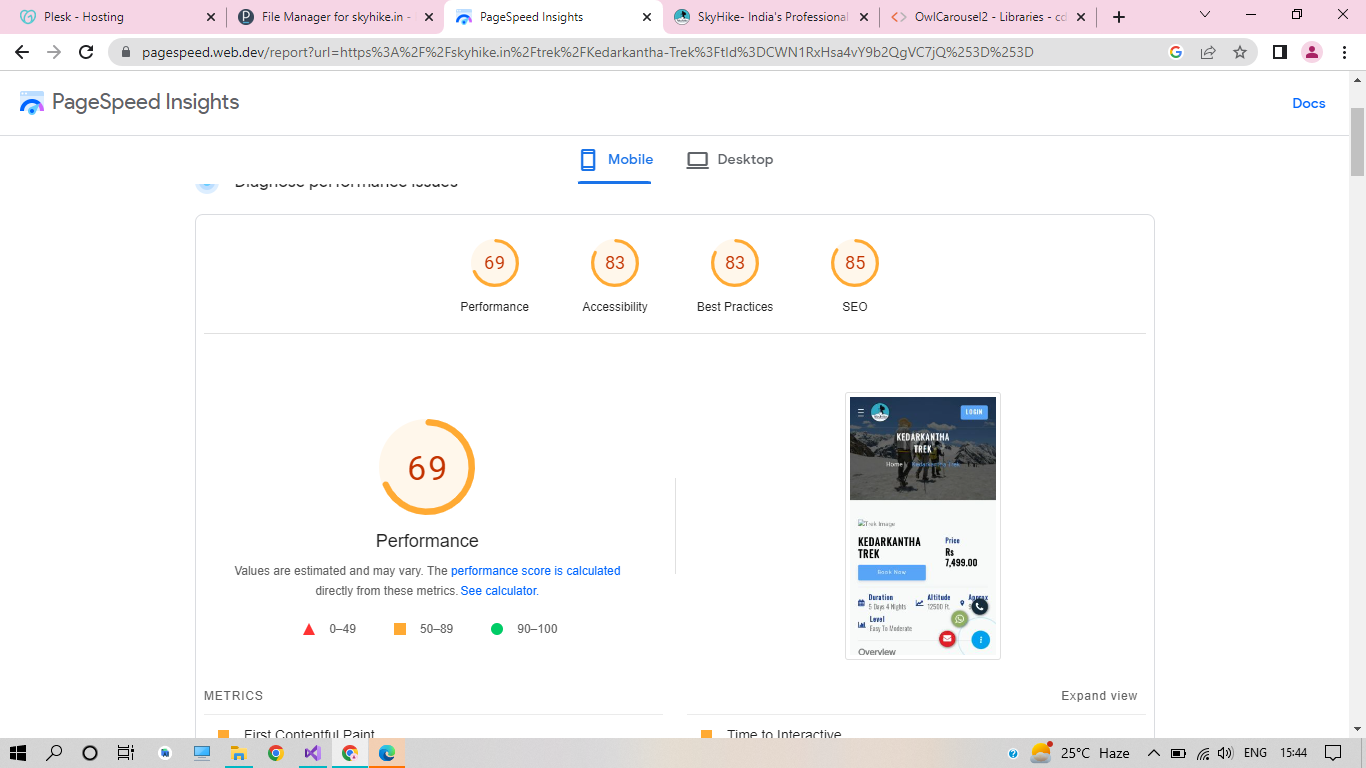 Plesk - Hosting
File Manager for skyhike.in -
PageSpeed Insights
SkyHike- India's Professional
OwlCarousel2 - Libraries - cd
pagespeed.web.dev/report?url=https%3A%2F%2Fskyhike.in%2Ftrek%2FKedarkantha-Trek%3FtId%3DCWN1RxHsa4vY9b2QgVC7jQ%253D%253D
PageSpeed Insights
Docs
Mobile
Desktop
Diagnose performance issues
69
83
83
85
Performance
Accessibility
Best Practices
SEO
69
Performance
Values are estimated and may vary. The performance score is calculated
directly from these metrics. See calculator.
0–49
50–89
90–100
LOGIN
KEDARKANTHA
TREK
Home
Kedarkantha Trek
Trek Image
KEDARKANTHA
TREK
Price
Rs
7,499.00
Book Now
Duration
5 Days 4 Nights
Altitude
12500 Ft.
Approx
Level
Easy To Moderate
Overview
METRICS
Expand view
First Contentful Paint
Time to Interactive
25°C Haze
ENG
15:44